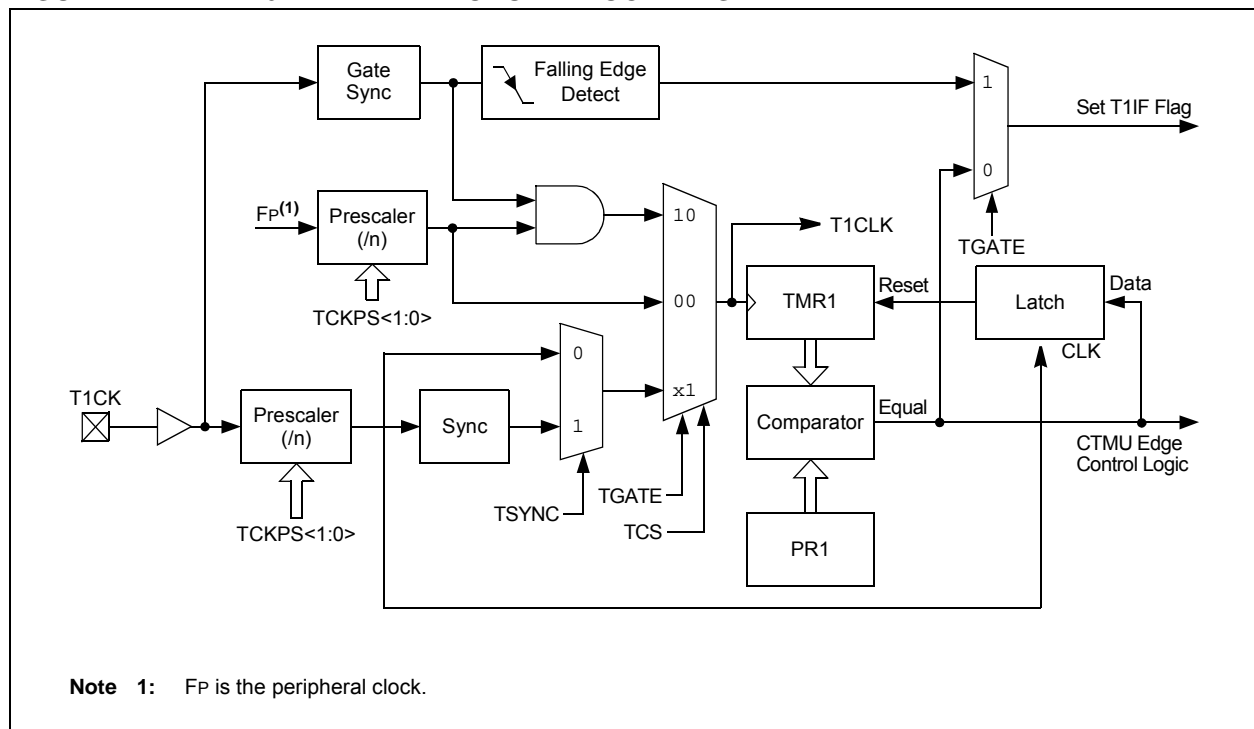 Gate
Sync
Falling Edge
Detect
1
0
Set T1IF Flag
TGATE
FP(1)
Prescaler
(/n)
TCKPS<1:0>
10
00
x1
T1CLK
Reset
TMR1
Latch
Data
CLK
T1CK
Prescaler
(/n)
TCKPS<1:0>
Sync
0
1
TSYNC
TGATE
TCS
Comparator
Equal
CTMU Edge
Control Logic
PR1
Note 1: FP is the peripheral clock.